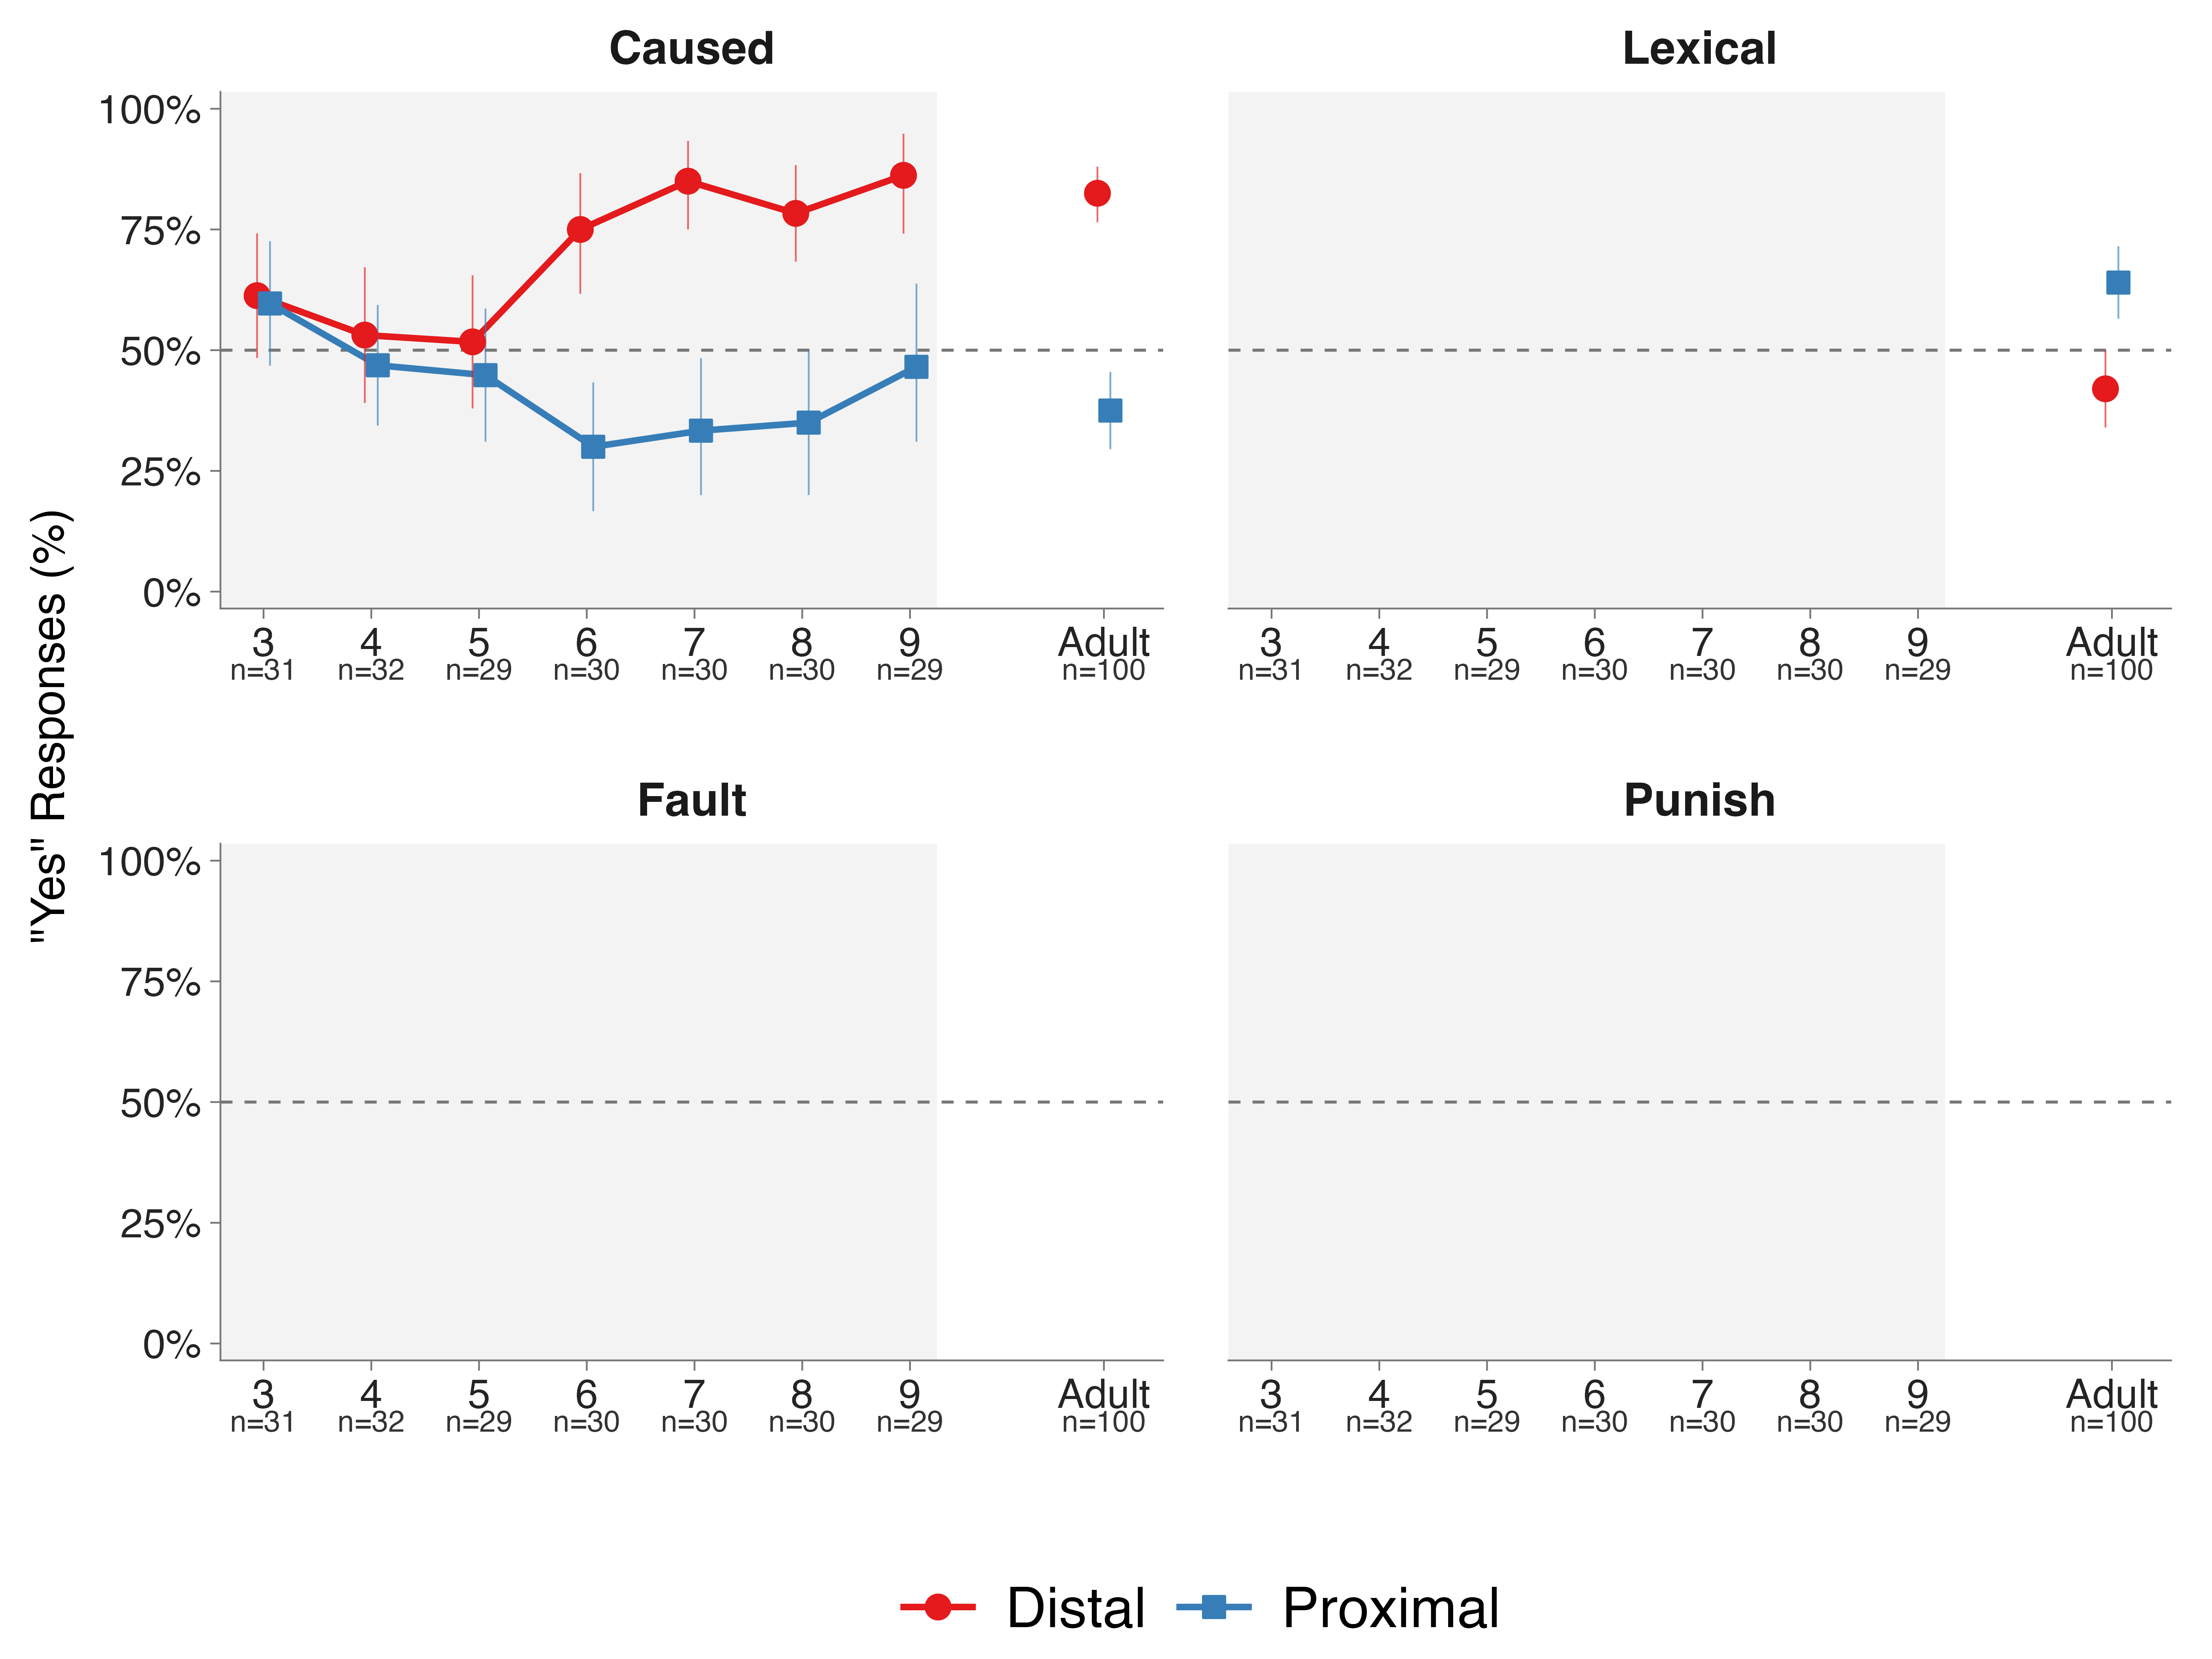 Caused
Lexical
"Yes" Responses (%)
100%
75%
50%
25%
0%
3 4 5 6 7 8 9 Adult
n=31 n=32 n=29 n=30 n=30 n=30 n=29 n=100
3 4 5 6 7 8 9 Adult
n=31 n=32 n=29 n=30 n=30 n=30 n=29 n=100
Fault
Punish
100%
75%
50%
25%
0%
3 4 5 6 7 8 9 Adult
n=31 n=32 n=29 n=30 n=30 n=30 n=29 n=100
3 4 5 6 7 8 9 Adult
n=31 n=32 n=29 n=30 n=30 n=30 n=29 n=100
Distal Proximal